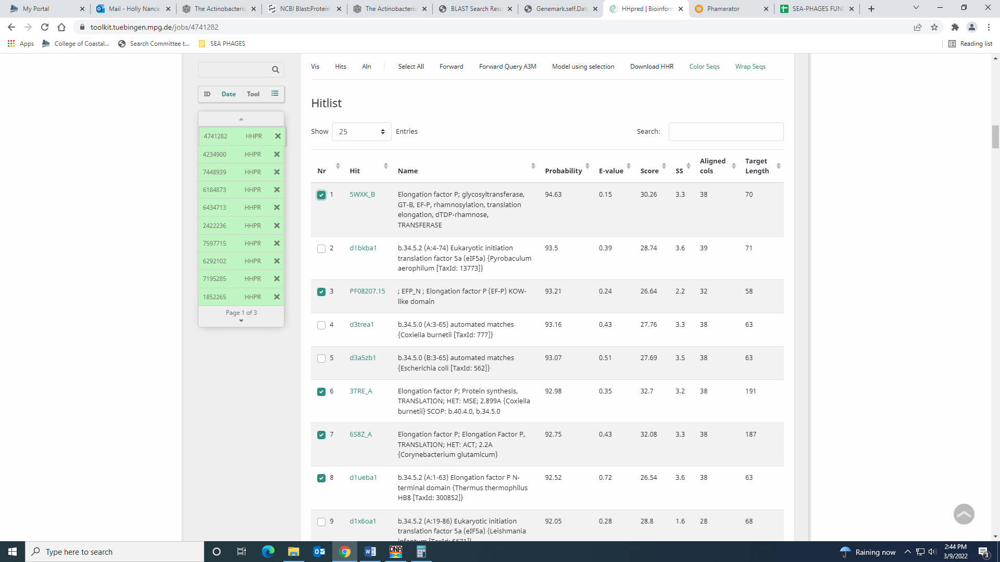 My Portal
Mail - Holly Nance
The Actinobacterio
NCBI Blast:Protein
The Actinobacterio
BLAST Search Resu
Genemark.self.Dati
HHpred | Bioinform
Phamerator
SEA-PHAGES FUNC
toolkit.tuebingen.mpg.de/jobs/4741282
Apps
College of Coastal...
Search Committee t...
SEA PHAGES
Reading list
Vis Hits Aln Select All Forward Forward Query A3M Model using selection Download HHR Color Seqs Wrap Seqs
ID Date Tool
4741282 HHPR
4234900 HHPR
7448939 HHPR
6184873 HHPR
6434713 HHPR
2422236 HHPR
7597715 HHPR
6292102 HHPR
7195285 HHPR
1852265 HHPR
Page 1 of 3
Hitlist
Show 25 Entries
Search:
Nr Hit Name Probability E-value Score SS Aligned cols Target Length
1 5WXK_B Elongation factor P; glycosyltransferase, 94.63 0.15 30.26 3.3 38 70
GT-B, EF-P, rhamnosylation, translation
elongation, dTDP-rhamnose,
TRANSFERASE
2 d1bkba1 b.34.5.2 (A:4-74) Eukaryotic initiation 93.5 0.39 28.74 3.6 39 71
translation factor 5a (eIF5a) {Pyrobaculum
aerophilum [TaxId: 13773]}
3 PF08207.15 ; EFP_N ; Elongation factor P (EF-P) KOW- 93.21 0.24 26.64 2.2 32 58
like domain
4 d3trea1 b.34.5.0 (A:3-65) automated matches 93.16 0.43 27.76 3.3 38 63
{Coxiella burnetii [TaxId: 777]}
5 d3a5zb1 b.34.5.0 (B:3-65) automated matches 93.07 0.51 27.69 3.5 38 63
{Escherichia coli [TaxId: 562]}
6 3TRE_A Elongation factor P; Protein synthesis, 92.98 0.35 32.7 3.2 38 191
TRANSLATION; HET: MSE; 2.899A {Coxiella
burnetii} SCOP: b.40.4.0, b.34.5.0
7 6S8Z_A Elongation factor P; Elongation Factor P, 92.75 0.43 32.08 3.3 38 187
TRANSLATION; HET: ACT; 2.2A
{Corynebacterium glutamicum}
8 d1ueba1 b.34.5.2 (A:1-63) Elongation factor P N- 92.52 0.72 26.54 3.6 38 63
terminal domain {Thermus thermophilus
HB8 [TaxId: 300852]}
9 d1x6oa1 b.34.5.2 (A:19-86) Eukaryotic initiation 92.05 0.28 28.8 1.6 28 68
translation factor 5a (eIF5a) {Leishmania
infantum [TaxId: 5671]}
Type here to search
DNA
Raining now
2:44 PM
3/9/2022
3